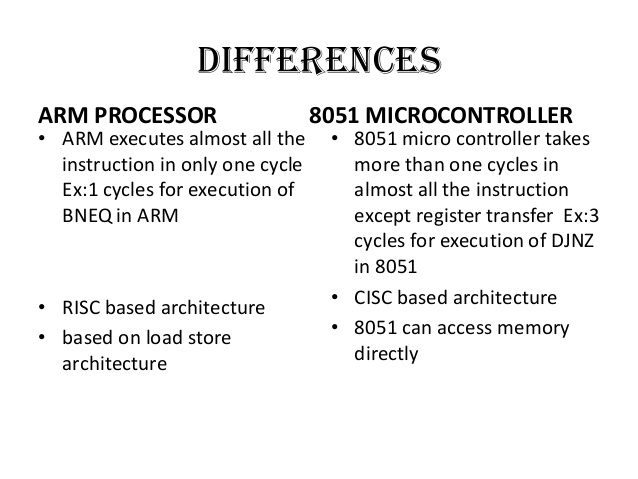 DIFFERENCES
ARM PROCESSOR
• ARM executes almost all the
instruction in only one cycle
Ex:1 cycles for execution of
BNEQ in ARM
• RISC based architecture
• based on load store
architecture
8051 MICROCONTROLLER
• 8051 micro controller takes
more than one cycles in
almost all the instruction
except register transfer  Ex:3
cycles for execution of DJNZ
in 8051
• CISC based architecture
• 8051 can access memory
directly